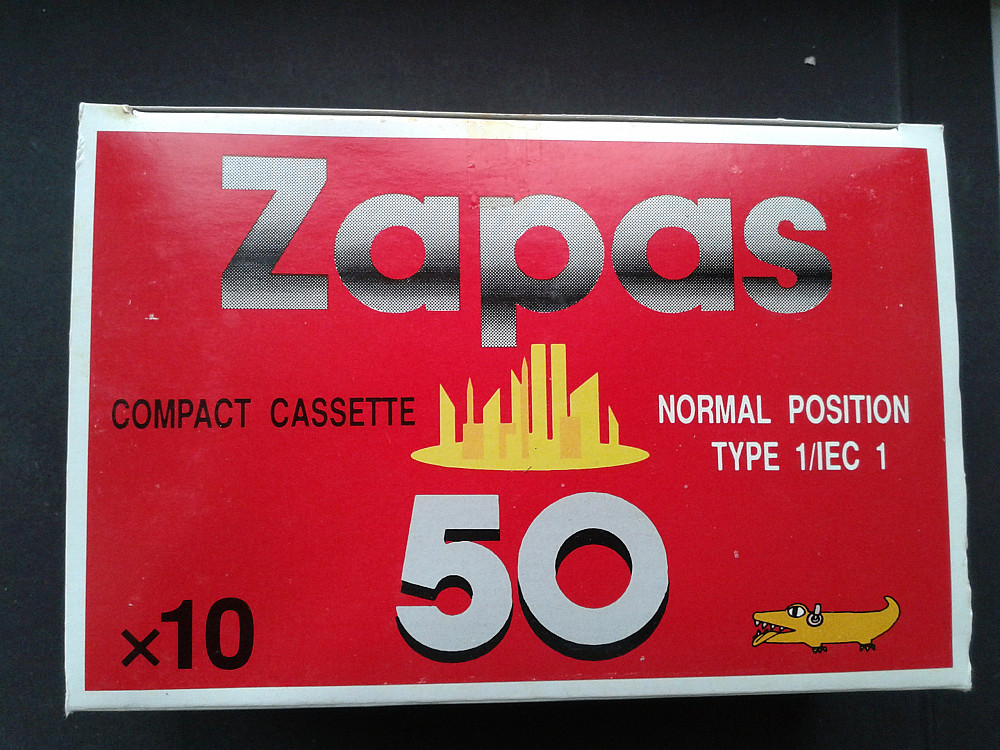 Zapas
COMPACT CASSETTE
NORMAL POSITION
TYPE 1/IEC 1
50
×10